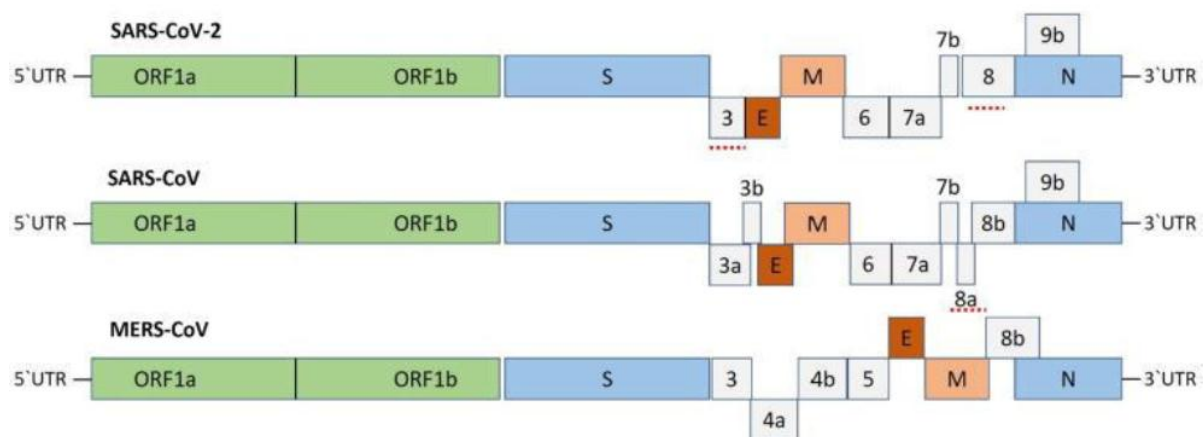 SARS-CoV-2
7b 9b
5`UTR ORF1a ORF1b S M 8 N 3`UTR
3 E 6 7a
SARS-CoV
3b 7b 9b
5`UTR ORF1a ORF1b S M 8b N 3`UTR
3a E 6 7a
8a
MERS-CoV
E 8b
5`UTR ORF1a ORF1b S 3 4b 5 M N 3`UTR
4a